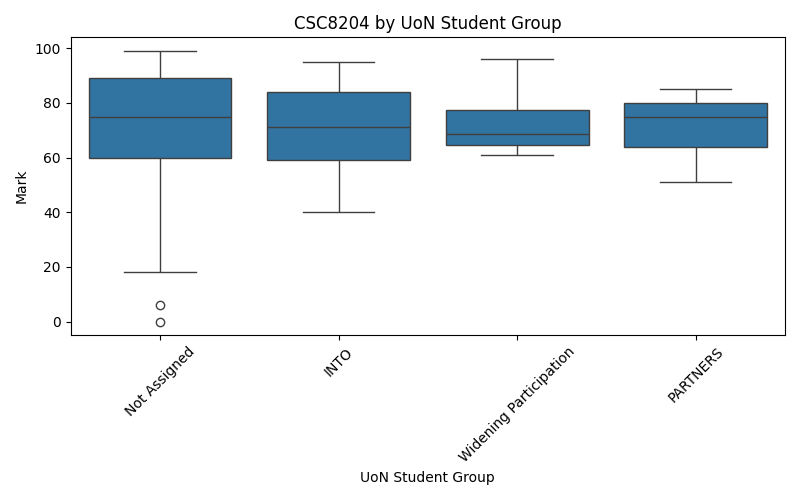 CSC8204 by UoN Student Group
Mark
100
80
60
40
20
0
Not Assigned
INTO
Widening Participation
PARTNERS
UoN Student Group